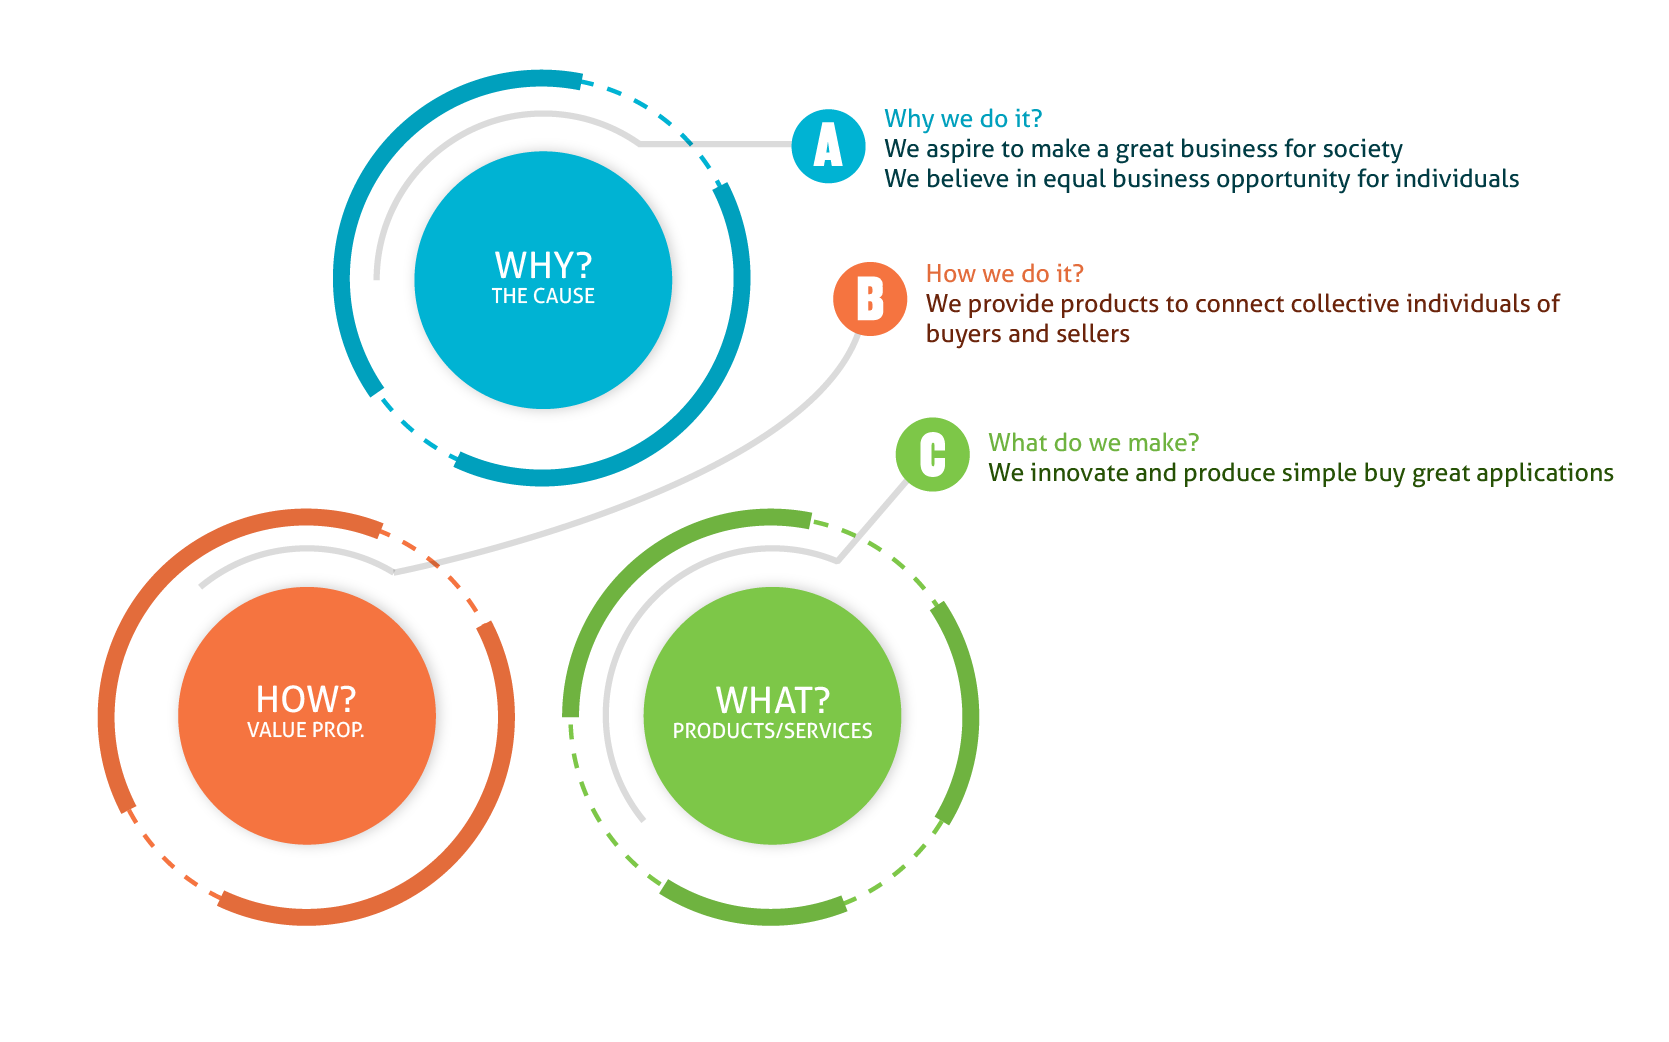 WHY?
THE CAUSE
A
Why we do it?
We aspire to make a great business for society
We believe in equal business opportunity for individuals
B
How we do it?
We provide products to connect collective individuals of
buyers and sellers
C
What do we make?
We innovate and produce simple buy great applications
HOW?
VALUE PROP.
WHAT?
PRODUCTS/SERVICES